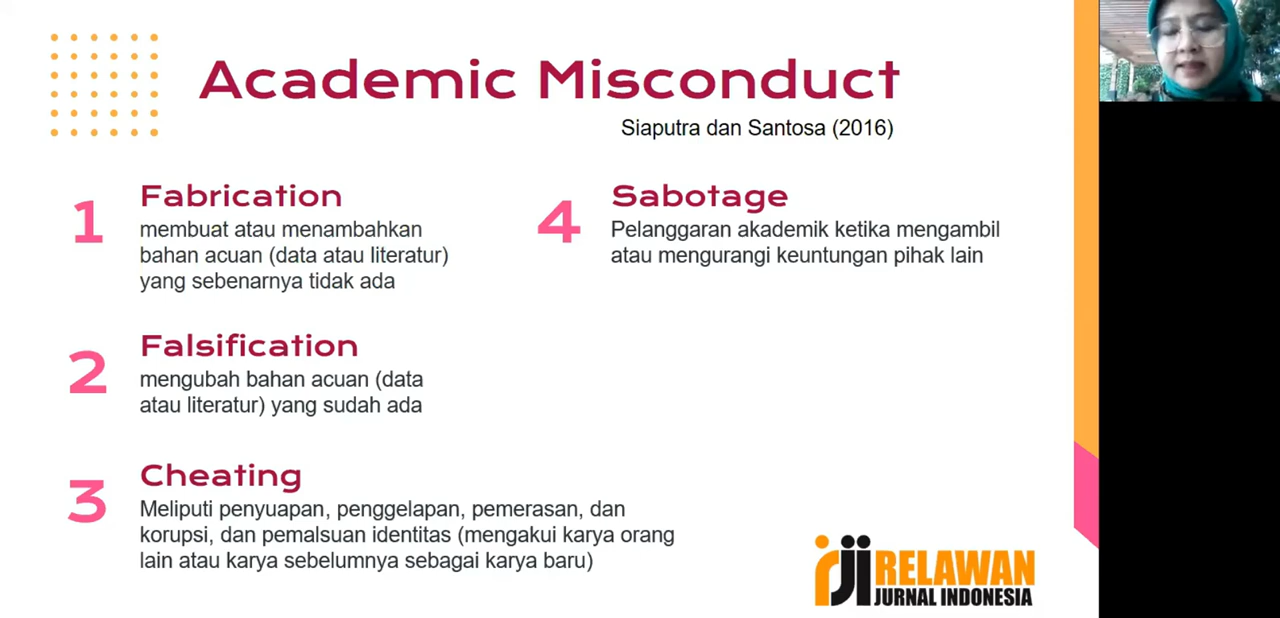 Academic Misconduct
Siaputra dan Santosa (2016)
1
Fabrication
membuat atau menambahkan
bahan acuan (data atau literatur)
yang sebenarnya tidak ada
2
Falsification
mengubah bahan acuan (data
atau literatur) yang sudah ada
3
Cheating
Meliputi penyuapan, penggelapan, pemerasan, dan
korupsi, dan pemalsuan identitas (mengakui karya orang
lain atau karya sebelumnya sebagai karya baru)
4
Sabotage
Pelanggaran akademik ketika mengambil
atau mengurangi keuntungan pihak lain
rji RELAWAN
JURNAL INDONESIA